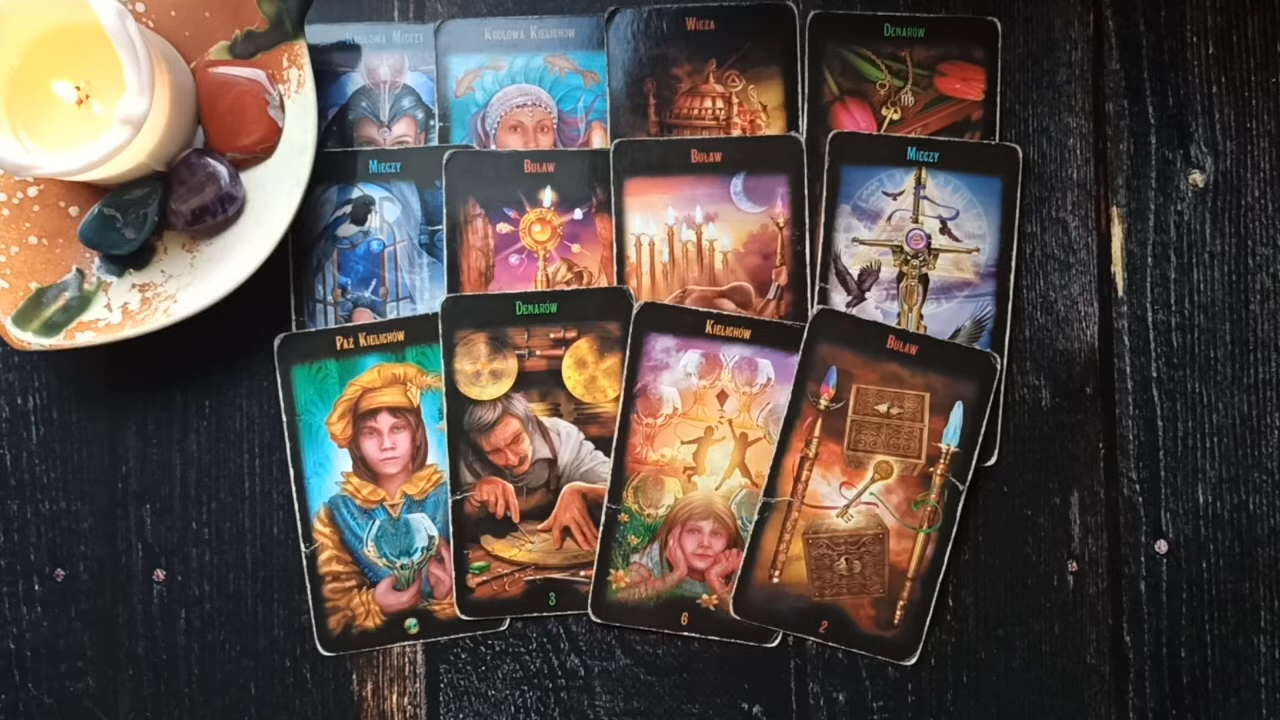 Królowa Mieczy
Królowa Kielichów
Wieża
Denarów
Mieczy
Buław
Buław
Mieczy
Paź Kielichów
Denarów
Kielichów
Buław
3
6
2